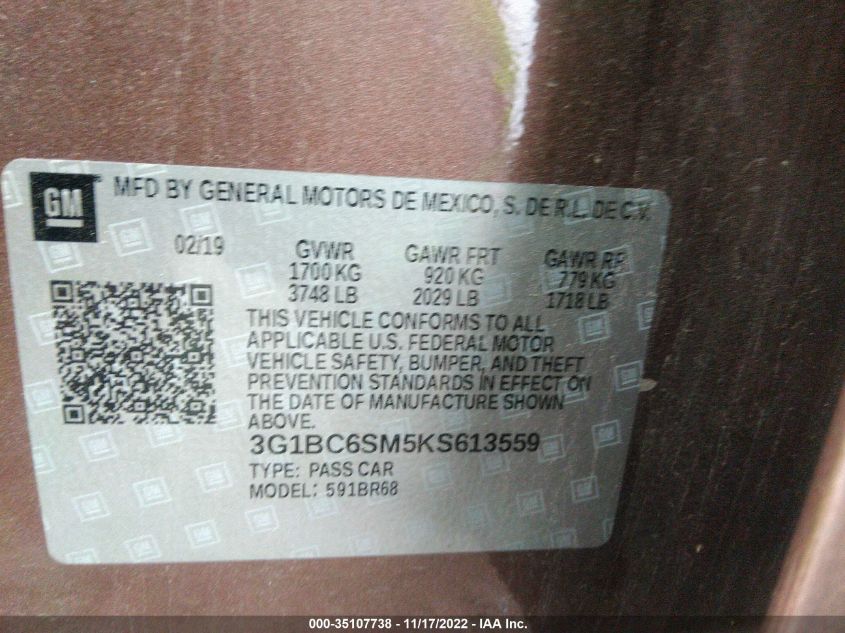 GM
MFD BY GENERAL MOTORS DE MEXICO, S. DE R.L. DE C.V.
02/19 GVWR GAWR FRT GAWR RR
1700 KG 920 KG 779 KG
3748 LB 2029 LB 1718 LB
THIS VEHICLE CONFORMS TO ALL
APPLICABLE U.S. FEDERAL MOTOR
VEHICLE SAFETY, BUMPER, AND THEFT
PREVENTION STANDARDS IN EFFECT ON
THE DATE OF MANUFACTURE SHOWN
ABOVE.
3G1BC6SM5KS613559
TYPE: PASS CAR
MODEL: 591BR68
000-35107738 - 11/17/2022 - IAA Inc.